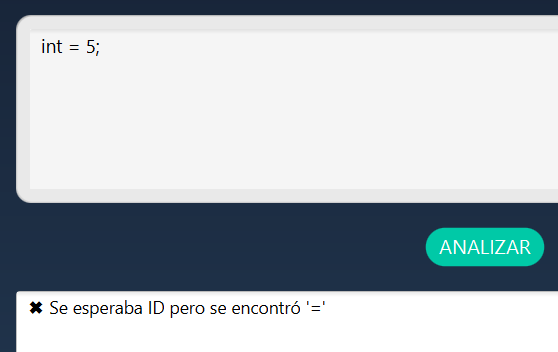 int = 5;
ANALIZAR
✖ Se esperaba ID pero se encontró '='